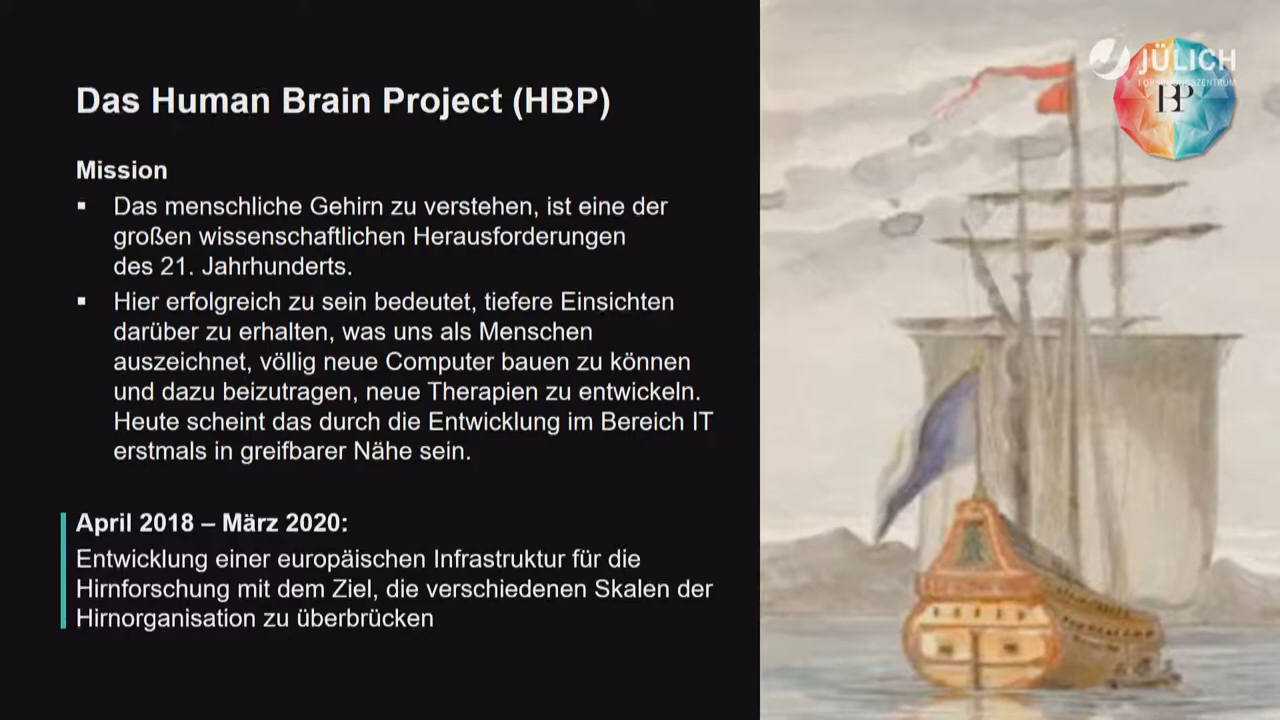 JÜLICH
FORSCHUNGSZENTRUM
HBP
Das Human Brain Project (HBP)
Mission
▪ Das menschliche Gehirn zu verstehen, ist eine der
großen wissenschaftlichen Herausforderungen
des 21. Jahrhunderts.
▪ Hier erfolgreich zu sein bedeutet, tiefere Einsichten
darüber zu erhalten, was uns als Menschen
auszeichnet, völlig neue Computer bauen zu können
und dazu beizutragen, neue Therapien zu entwickeln.
Heute scheint das durch die Entwicklung im Bereich IT
erstmals in greifbarer Nähe sein.
April 2018 – März 2020:
Entwicklung einer europäischen Infrastruktur für die
Hirnforschung mit dem Ziel, die verschiedenen Skalen der
Hirnorganisation zu überbrücken